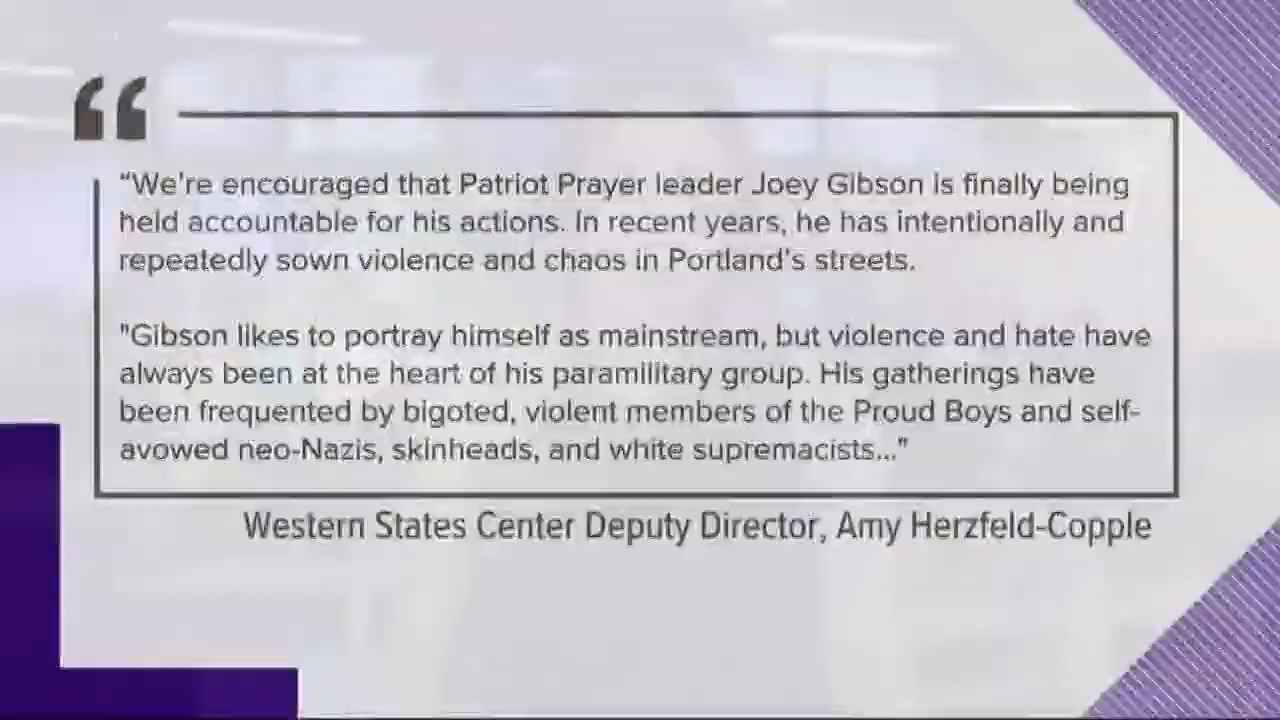 “
“We’re encouraged that Patriot Prayer leader Joey Gibson is finally being
held accountable for his actions. In recent years, he has intentionally and
repeatedly sown violence and chaos in Portland’s streets.
"Gibson likes to portray himself as mainstream, but violence and hate have
always been at the heart of his paramilitary group. His gatherings have
been frequented by bigoted, violent members of the Proud Boys and self-
avowed neo-Nazis, skinheads, and white supremacists..."
Western States Center Deputy Director, Amy Herzfeld-Copple